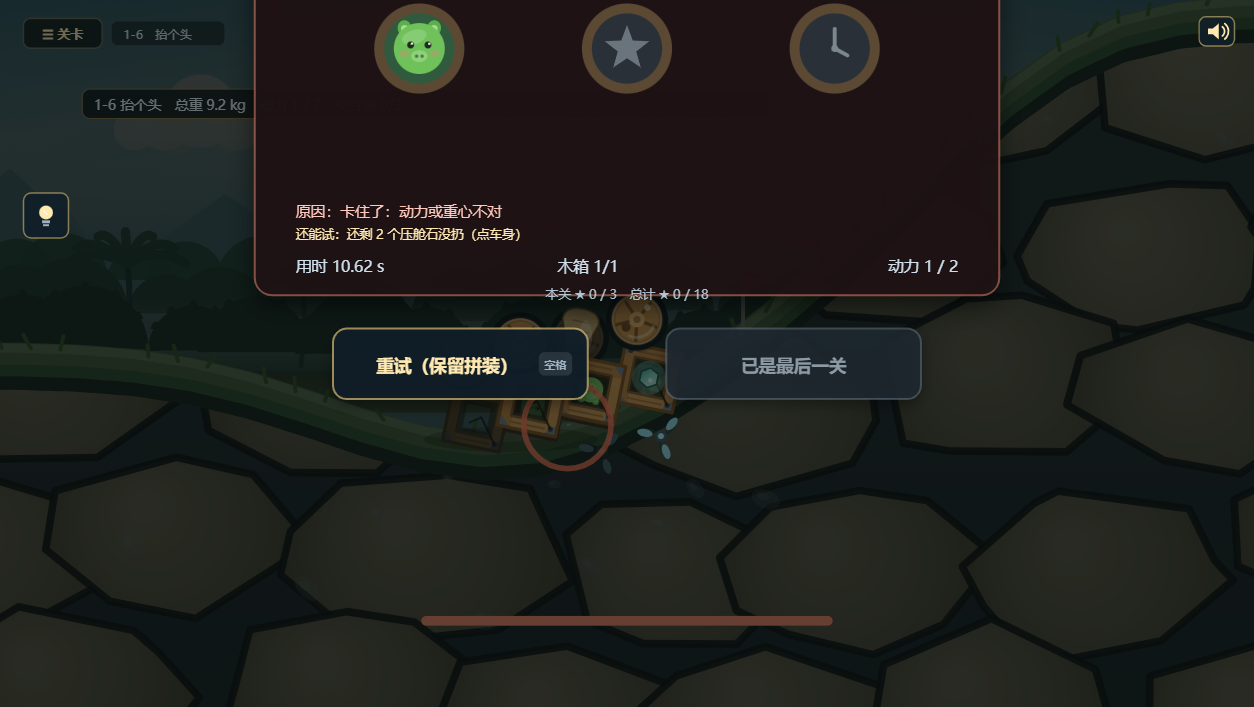 ☰ 关卡
1-6 抬个头
1-6 抬个头 总重 9.2 kg
原因：卡住了：动力或重心不对
还能试：还剩 2 个压舱石没扔（点车身）
用时 10.62 s
木箱 1/1
动力 1 / 2
本关 ★ 0 / 3 总计 ★ 0 / 18
重试（保留拼装）
空格
已是最后一关